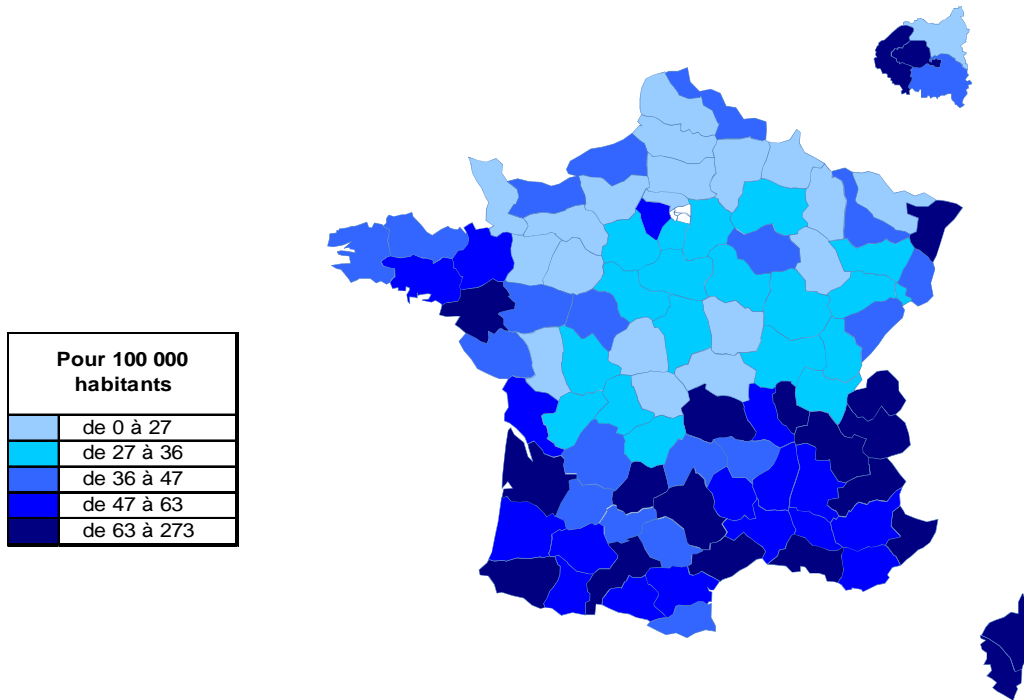 Pour 100 000
habitants
de 0 à 27
de 27 à 36
de 36 à 47
de 47 à 63
de 63 à 273